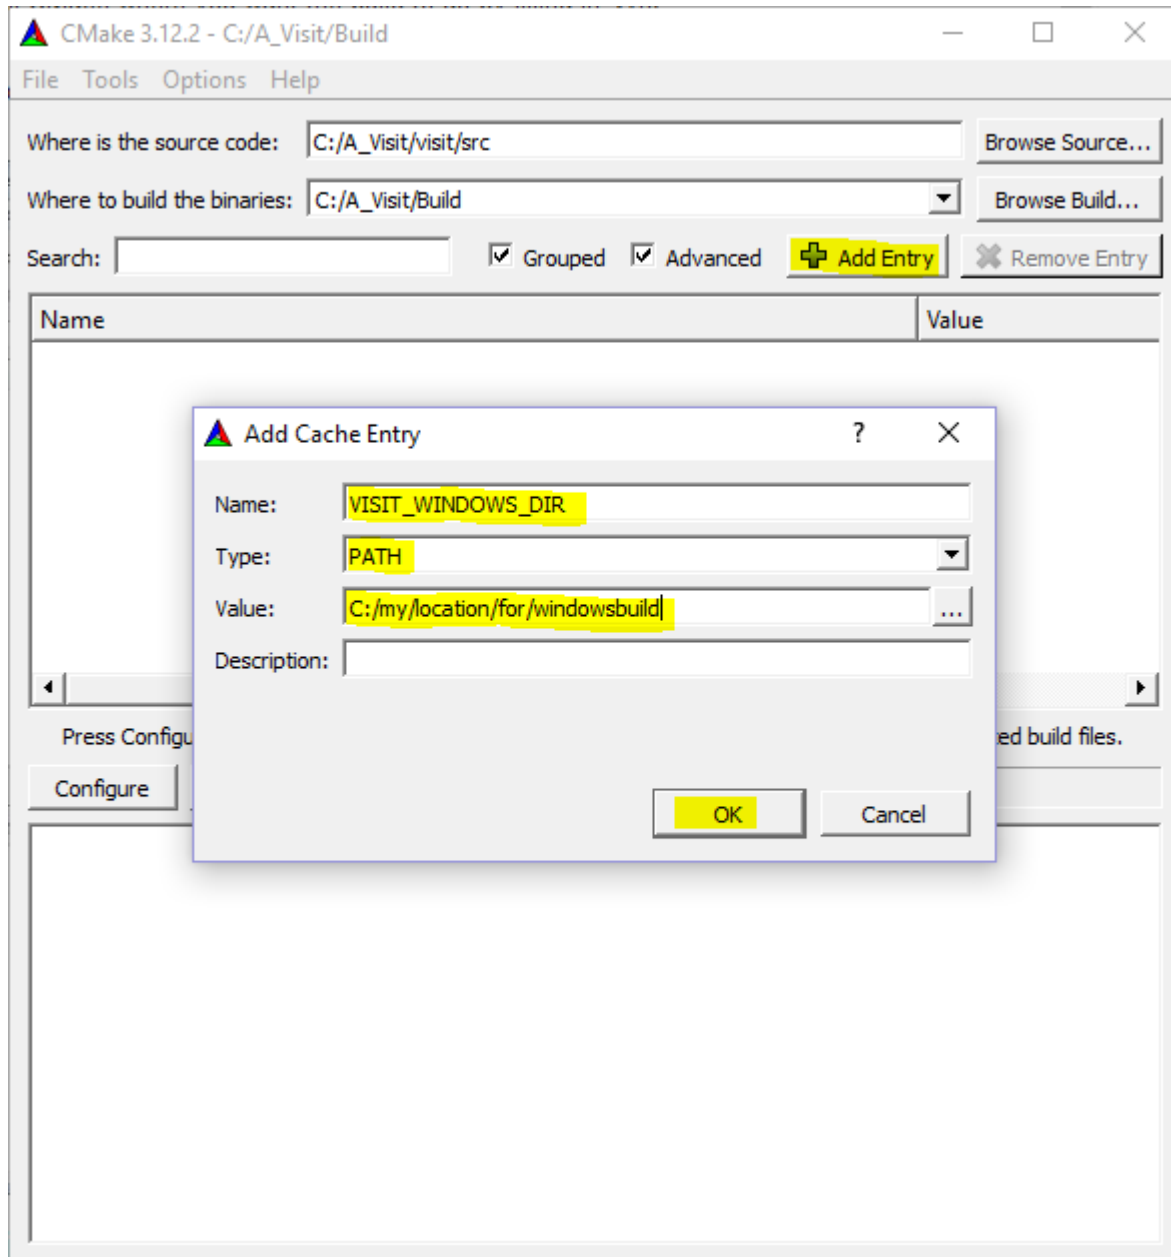 CMake 3.12.2 - C:/A_Visit/Build
File Tools Options Help
Where is the source code: C:/A_Visit/visit/src Browse Source...
Where to build the binaries: C:/A_Visit/Build Browse Build...
Search: Grouped Advanced Add Entry Remove Entry
Name Value
Add Cache Entry ?
Name: VISIT_WINDOWS_DIR
Type: PATH
Value: C:/my/location/for/windowsbuild ...
Description:
Press Configu ed build files.
Configure
OK Cancel